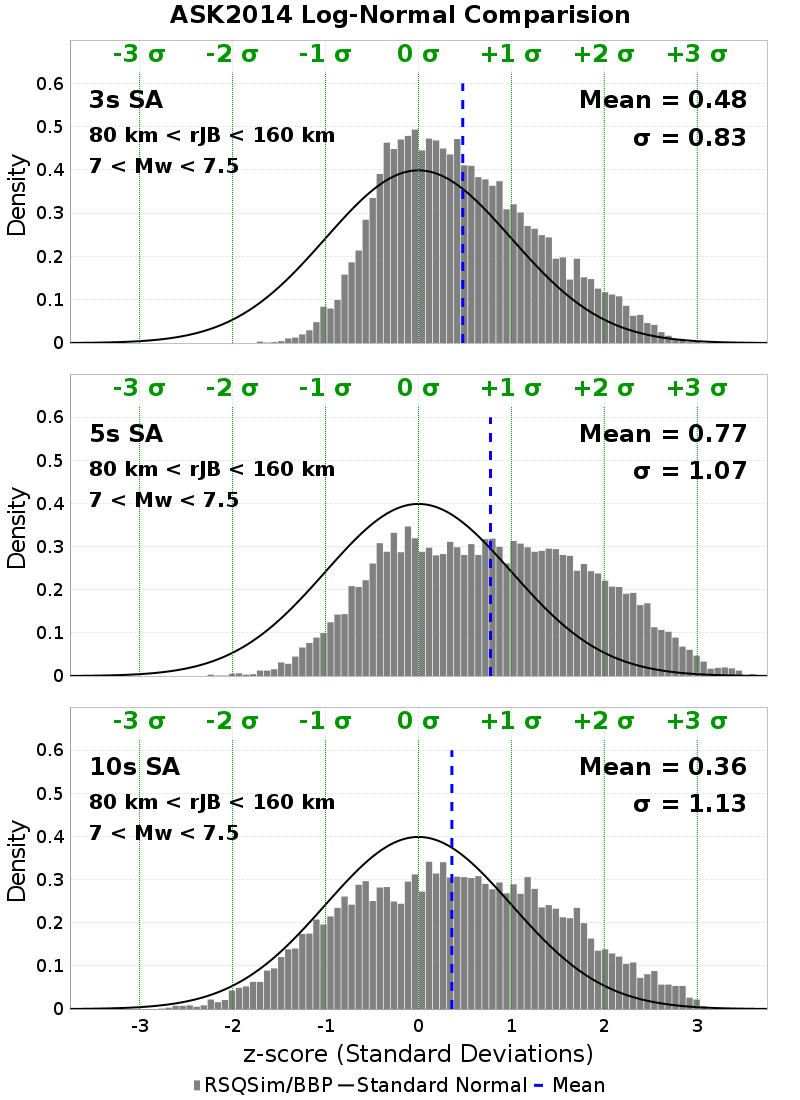 ASK2014 Log-Normal Comparision
-3 σ -2 σ -1 σ 0 σ +1 σ +2 σ +3 σ
3s SA
80 km < rJB < 160 km
7 < Mw < 7.5
Mean = 0.48
σ = 0.83
Density
0.6
0.5
0.4
0.3
0.2
0.1
0
-3 σ -2 σ -1 σ 0 σ +1 σ +2 σ +3 σ
5s SA
80 km < rJB < 160 km
7 < Mw < 7.5
Mean = 0.77
σ = 1.07
Density
0.6
0.5
0.4
0.3
0.2
0.1
0
-3 σ -2 σ -1 σ 0 σ +1 σ +2 σ +3 σ
10s SA
80 km < rJB < 160 km
7 < Mw < 7.5
Mean = 0.36
σ = 1.13
Density
0.6
0.5
0.4
0.3
0.2
0.1
0
-3 -2 -1 0 1 2 3
z-score (Standard Deviations)
RSQSim/BBP Standard Normal Mean